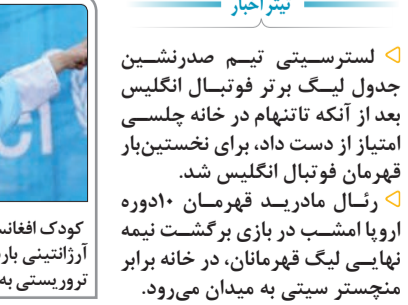 تیتر اخبار
لسترسیتی تیم صدرنشین
جدول لیگ برتر فوتبال انگلیس
بعد از آنکه تاتنهام در خانه چلسی
امتیاز از دست داد، برای نخستین‌بار
قهرمان فوتبال انگلیس شد.
رئال مادرید قهرمان ۱۰دوره
اروپا امشب در بازی برگشت نیمه
نهایی لیگ قهرمانان، در خانه برابر
منچستر سیتی به میدان می‌رود.
کودک
آرژانتینی
تروریستی به